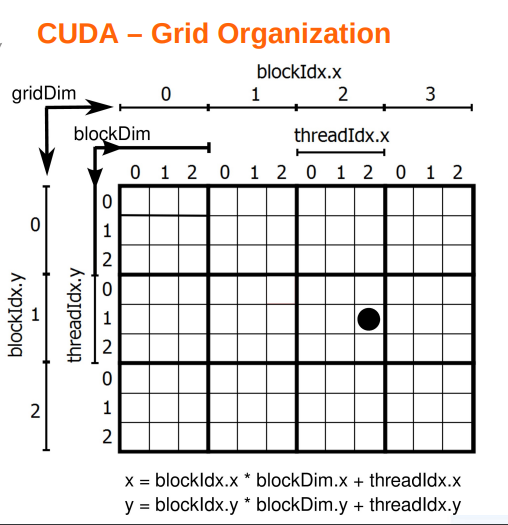 CUDA – Grid Organization
blockIdx.x
gridDim
0 1 2 3
blockDim
threadIdx.x
0 1 2 0 1 2 0 1 2 0 1 2
blockIdx.y
0
1
2
threadIdx.y
0
1
2
0
1
2
0
1
2
x = blockIdx.x * blockDim.x + threadIdx.x
y = blockIdx.y * blockDim.y + threadIdx.y